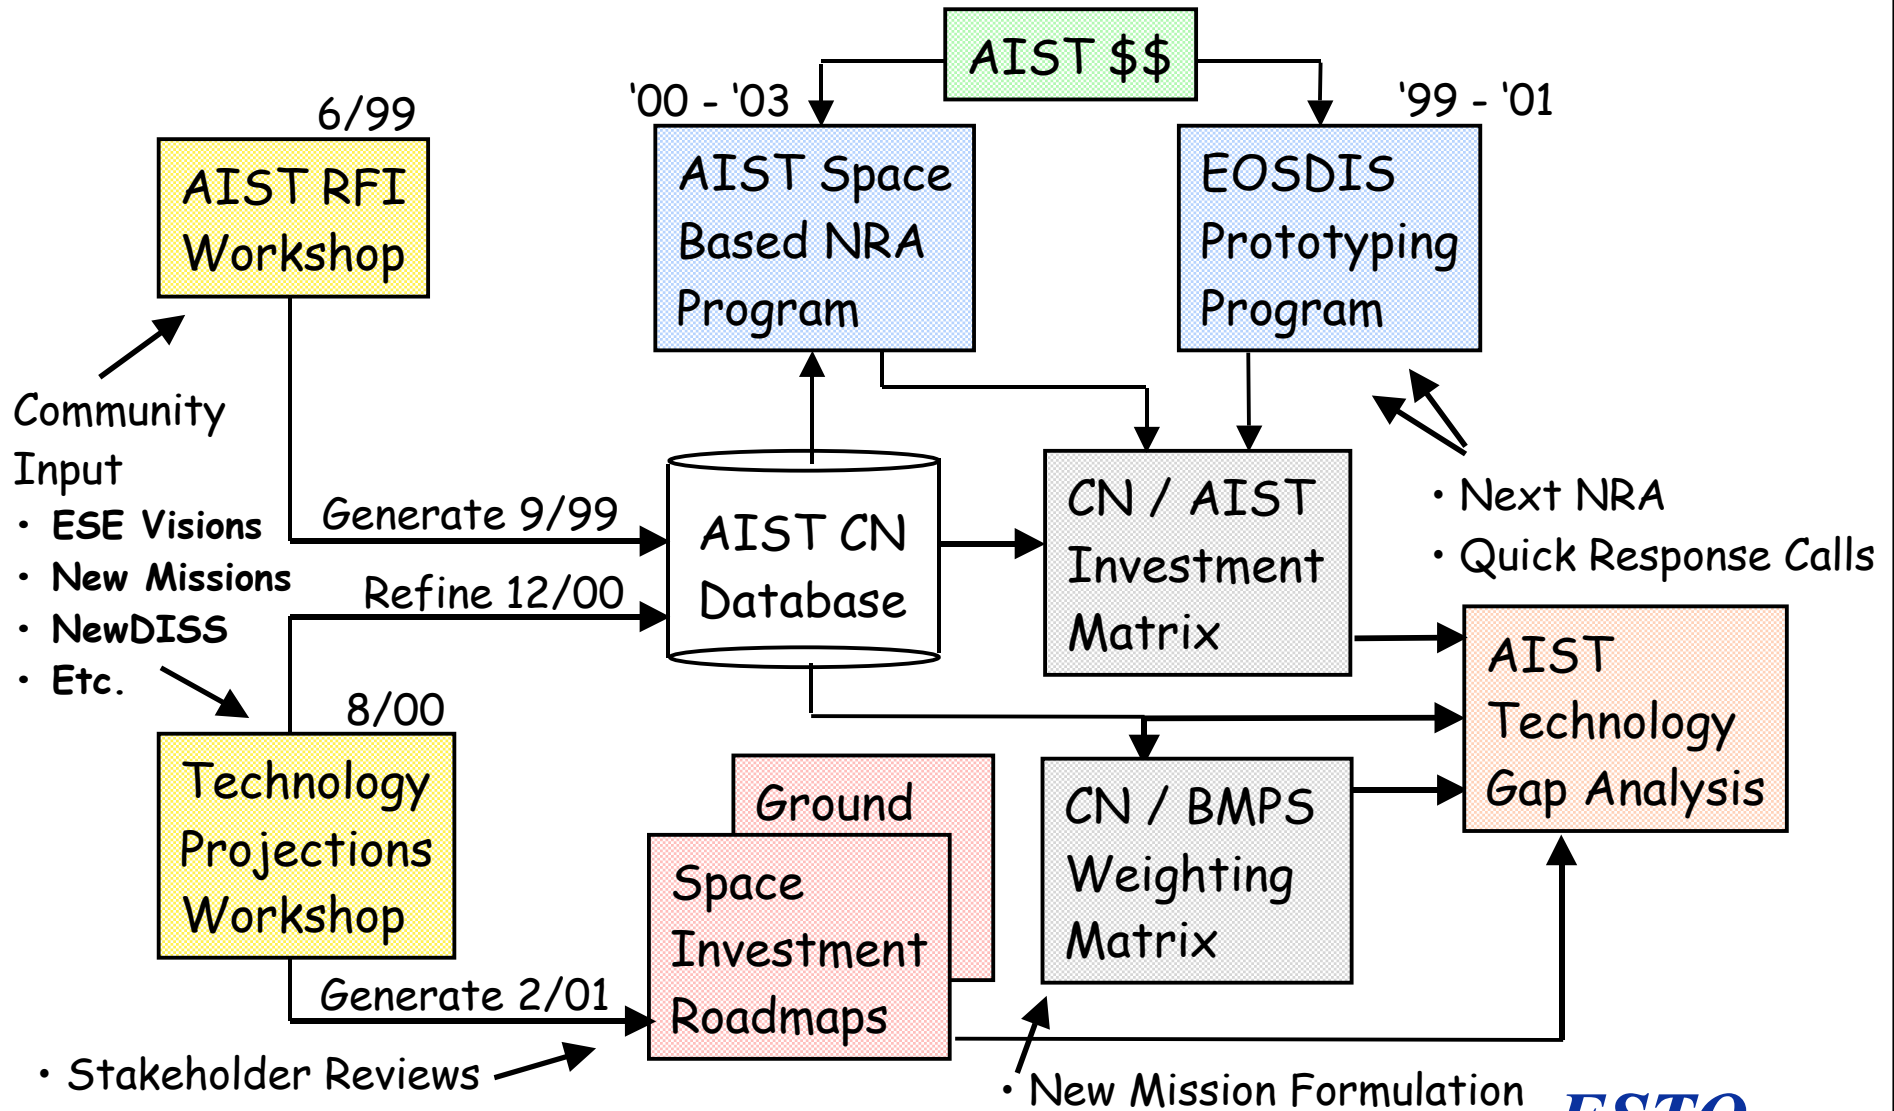 AIST $$
6/99
'00 - '03
'99 - '01
AIST RFI
Workshop
AIST Space
Based NRA
Program
EOSDIS
Prototyping
Program
Community
Input
• ESE Visions
• New Missions
• NewDISS
• Etc.
Generate 9/99
Refine 12/00
AIST CN
Database
CN / AIST
Investment
Matrix
• Next NRA
• Quick Response Calls
AIST
Technology
Gap Analysis
8/00
Technology
Projections
Workshop
Generate 2/01
Ground
Space
Investment
Roadmaps
CN / BMPS
Weighting
Matrix
• Stakeholder Reviews
• New Mission Formulation
ESTO